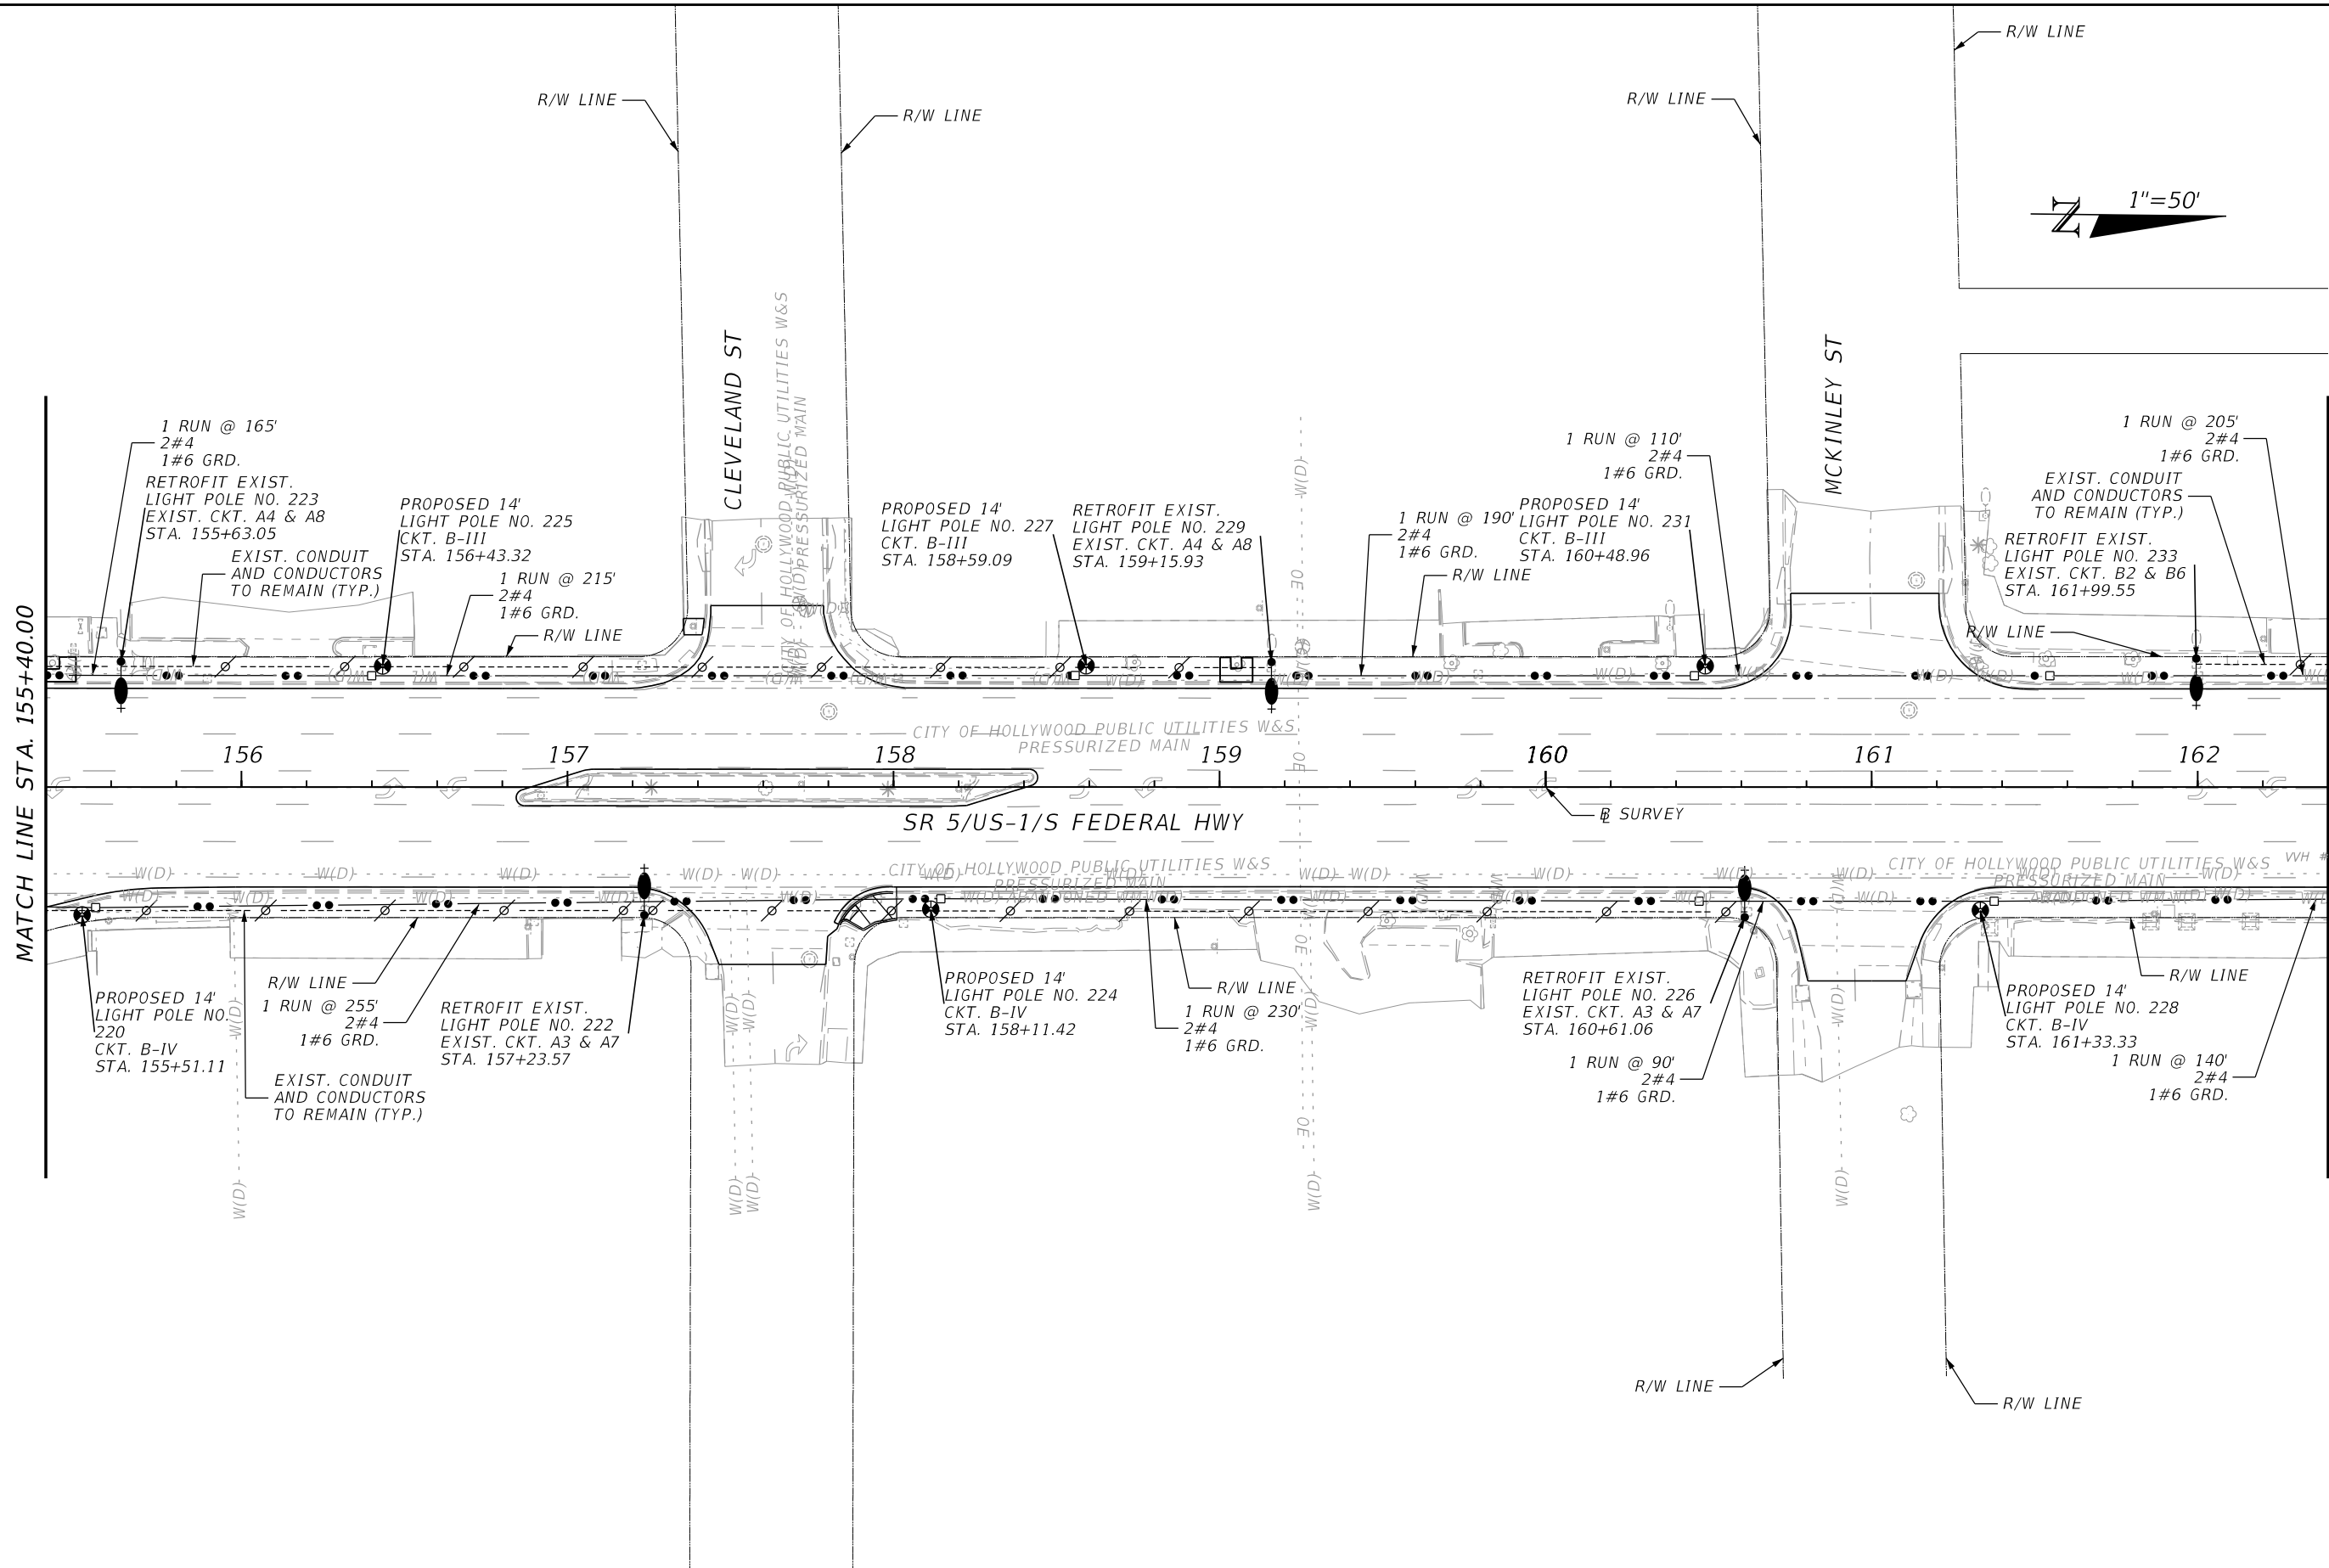 R/W LINE
R/W LINE
R/W LINE
R/W LINE
1"=50'
N
CLEVELAND ST
CITY OF HOLLYWOOD PUBLIC UTILITIES W&S
PRESSURIZED MAIN
MCKINLEY ST
MATCH LINE STA. 155+40.00
1 RUN @ 165'
2#4
1#6 GRD.
RETROFIT EXIST.
LIGHT POLE NO. 223
EXIST. CKT. A4 & A8
STA. 155+63.05
EXIST. CONDUIT
AND CONDUCTORS
TO REMAIN (TYP.)
PROPOSED 14'
LIGHT POLE NO. 225
CKT. B-III
STA. 156+43.32
1 RUN @ 215'
2#4
1#6 GRD.
R/W LINE
PROPOSED 14'
LIGHT POLE NO. 227
CKT. B-III
STA. 158+59.09
RETROFIT EXIST.
LIGHT POLE NO. 229
EXIST. CKT. A4 & A8
STA. 159+15.93
W(D)
OE
1 RUN @ 190'
2#4
1#6 GRD.
R/W LINE
1 RUN @ 110'
2#4
1#6 GRD.
PROPOSED 14'
LIGHT POLE NO. 231
CKT. B-III
STA. 160+48.96
1 RUN @ 205'
2#4
1#6 GRD.
EXIST. CONDUIT
AND CONDUCTORS
TO REMAIN (TYP.)
RETROFIT EXIST.
LIGHT POLE NO. 233
EXIST. CKT. B2 & B6
STA. 161+99.55
R/W LINE
W(D) W(D) W(D) W(D) W(D) W(D)
CITY OF HOLLYWOOD PUBLIC UTILITIES W&S
PRESSURIZED MAIN
OE
156 157 158 159 160 161 162
BL SURVEY
SR 5/US-1/S FEDERAL HWY
CITY OF HOLLYWOOD PUBLIC UTILITIES W&S
PRESSURIZED MAIN
W(D) W(D) W(D) W(D) W(D) W(D) W(D) W(D) W(D) W(D)
CITY OF HOLLYWOOD PUBLIC UTILITIES W&S
PRESSURIZED MAIN
W(D) W(D) W(D) W(D) W(D)
PROPOSED 14'
LIGHT POLE NO.
220
CKT. B-IV
STA. 155+51.11
R/W LINE
1 RUN @ 255'
2#4
1#6 GRD.
EXIST. CONDUIT
AND CONDUCTORS
TO REMAIN (TYP.)
RETROFIT EXIST.
LIGHT POLE NO. 222
EXIST. CKT. A3 & A7
STA. 157+23.57
PROPOSED 14'
LIGHT POLE NO. 224
CKT. B-IV
STA. 158+11.42
R/W LINE
1 RUN @ 230'
2#4
1#6 GRD.
RETROFIT EXIST.
LIGHT POLE NO. 226
EXIST. CKT. A3 & A7
STA. 160+61.06
1 RUN @ 90'
2#4
1#6 GRD.
PROPOSED 14'
LIGHT POLE NO. 228
CKT. B-IV
STA. 161+33.33
R/W LINE
1 RUN @ 140'
2#4
1#6 GRD.
W(D)
W(D)
W(D)
OE
OE
W(D)
W(D)
W(D)
W(D)
W(D)
W(D)
W(D)
R/W LINE
R/W LINE